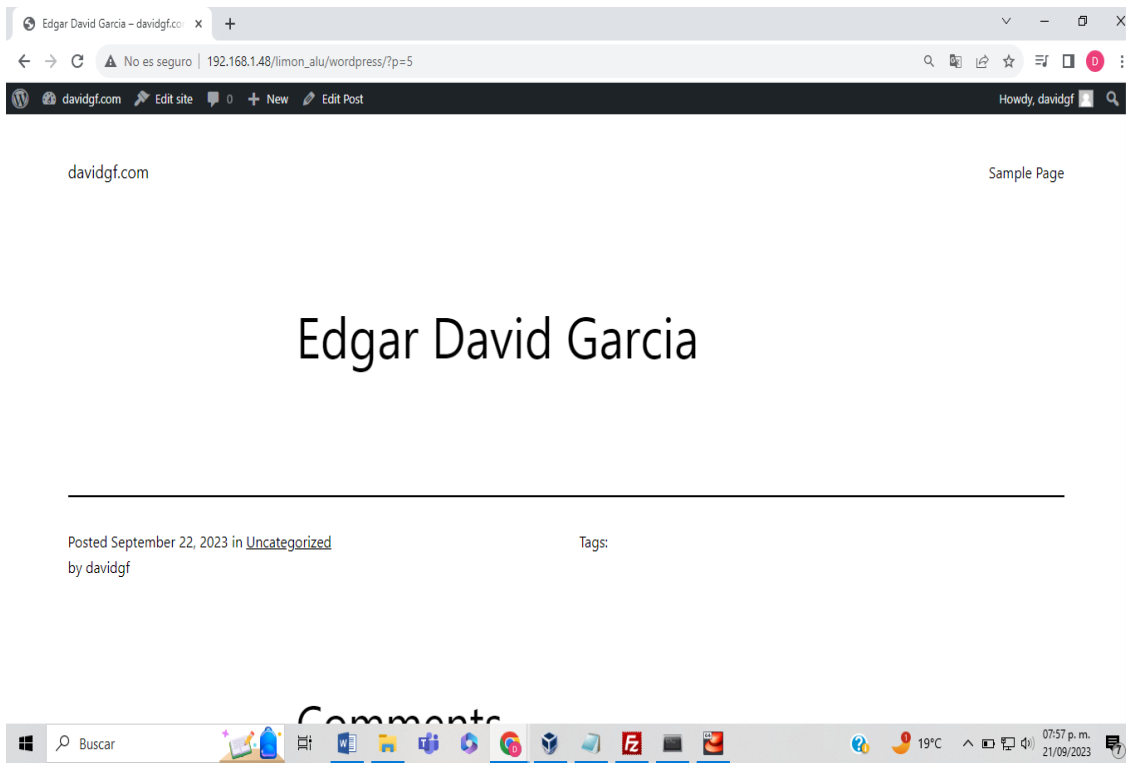 Edgar David Garcia – davidgf.co
No es seguro | 192.168.1.48/limon_alu/wordpress/?p=5
davidgf.com Edit site 0 New Edit Post Howdy, davidgf
davidgf.com Sample Page
Edgar David Garcia
Posted September 22, 2023 in Uncategorized Tags:
by davidgf
Comments
Buscar 19°C 07:57 p. m.
21/09/2023